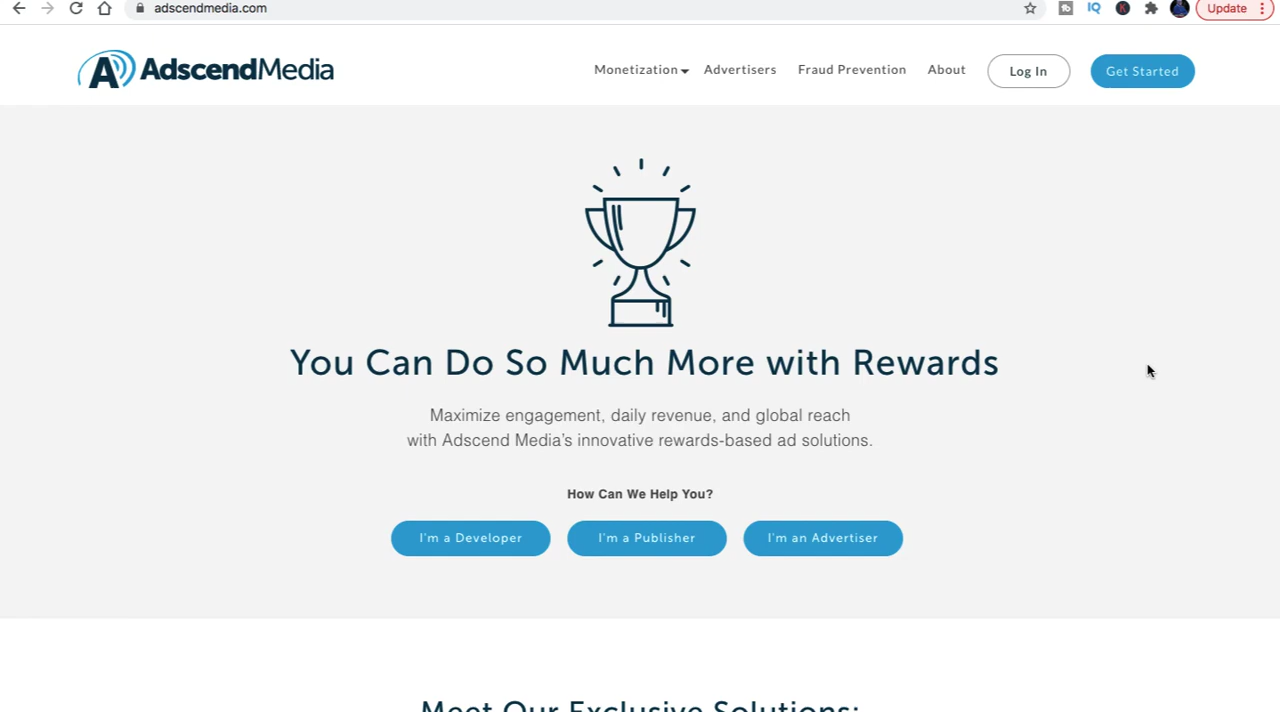 adscendmedia.com
IQ
K
Update
A AdscendMedia
Monetization
Advertisers
Fraud Prevention
About
Log In
Get Started
You Can Do So Much More with Rewards
Maximize engagement, daily revenue, and global reach
with Adscend Media's innovative rewards-based ad solutions.
How Can We Help You?
I'm a Developer
I'm a Publisher
I'm an Advertiser
Meet Our Exclusive Solutions: